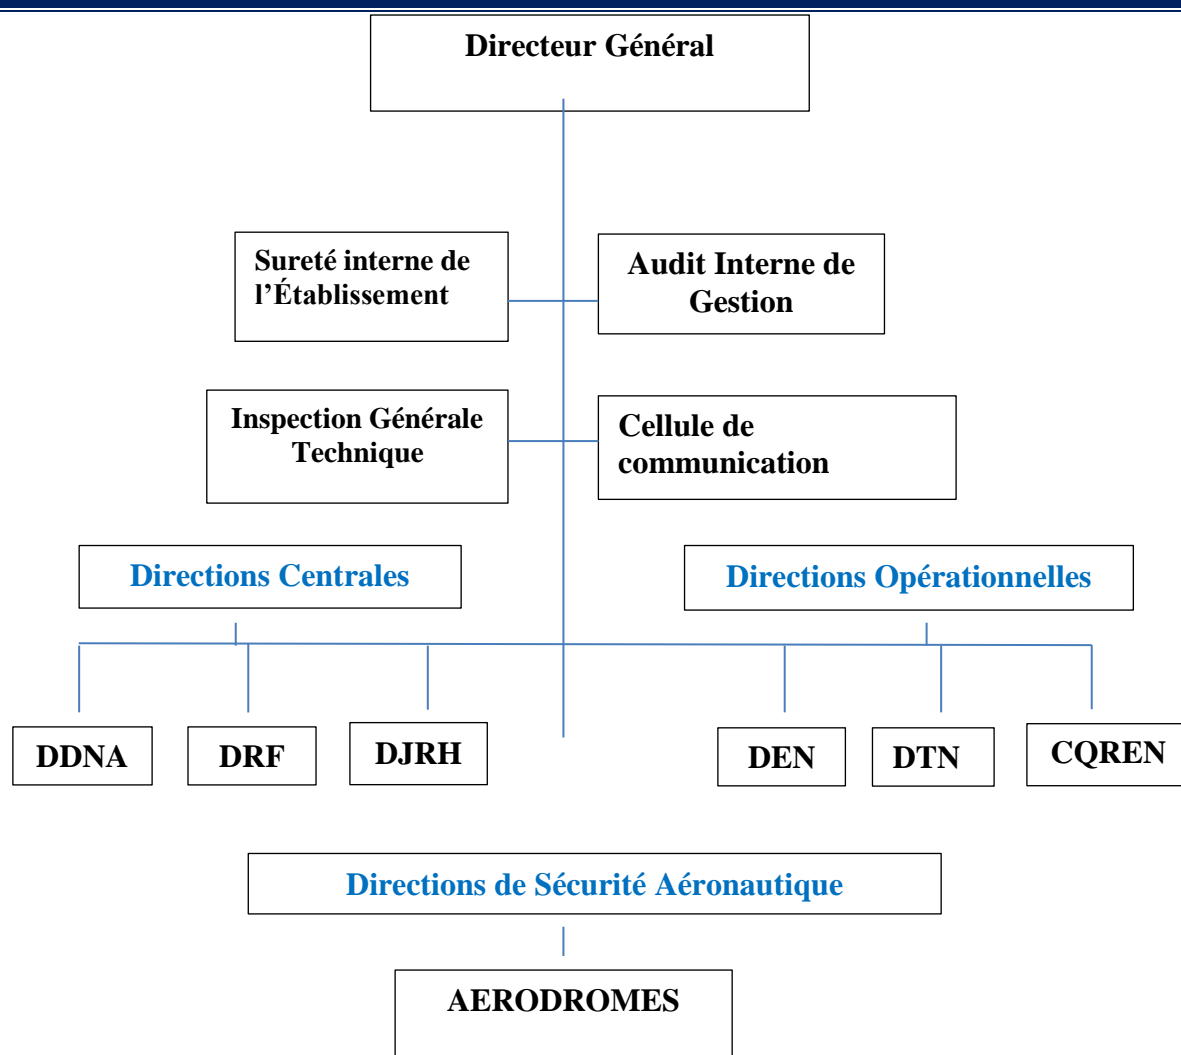 Directeur Général
Sureté interne de
l’Établissement
Audit Interne de
Gestion
Inspection Générale
Technique
Cellule de
communication
Directions Centrales
Directions Opérationnelles
DDNA
DRF
DJRH
DEN
DTN
CQREN
Directions de Sécurité Aéronautique
AERODROMES